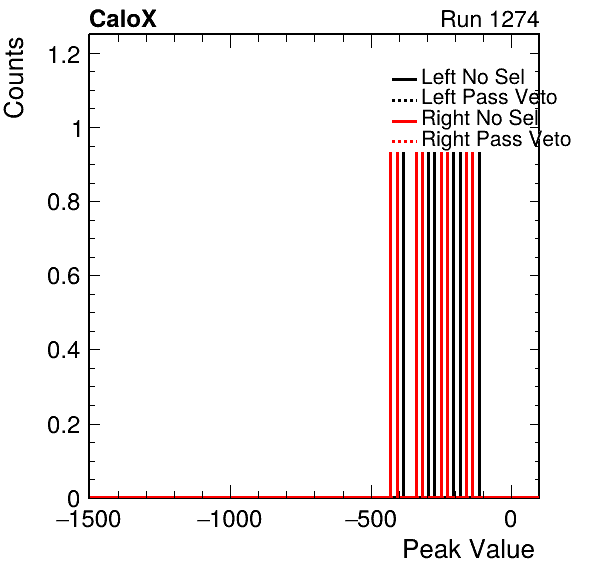 CaloX Run 1274
Counts
1.2
1
0.8
0.6
0.4
0.2
0
Left No Sel
Left Pass Veto
Right No Sel
Right Pass Veto
−1500 −1000 −500 0
Peak Value